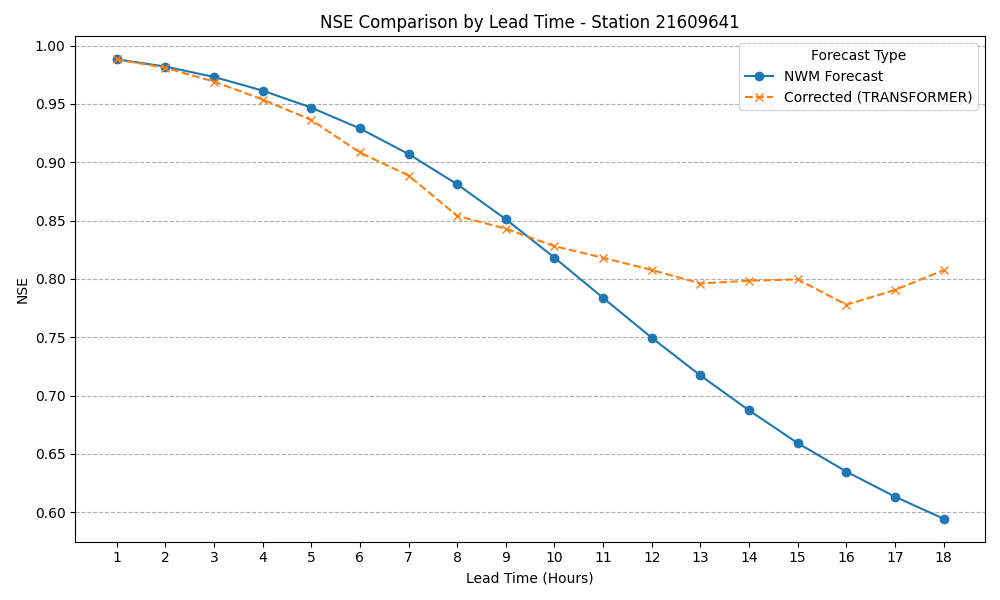 NSE Comparison by Lead Time - Station 21609641
Forecast Type
NWM Forecast
Corrected (TRANSFORMER)
NSE
1.00
0.95
0.90
0.85
0.80
0.75
0.70
0.65
0.60
1 2 3 4 5 6 7 8 9 10 11 12 13 14 15 16 17 18
Lead Time (Hours)